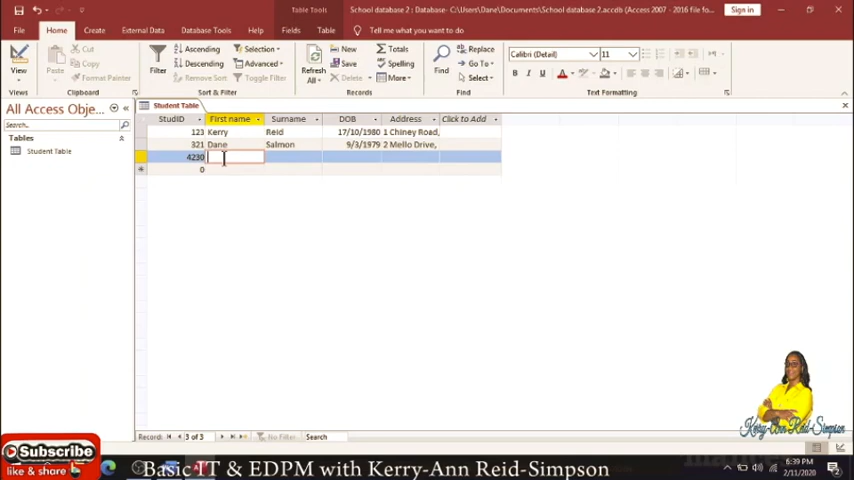 Table Tools
School database 2 : Database- C:\Users\Dane\Documents\School database 2.accdb (Access 2007 - 2016 file fo...
Sign in
File Home Create External Data Database Tools Help Fields Table Tell me what you want to do
View
Views
Paste
Cut
Copy
Format Painter
Clipboard
Filter
Ascending
Descending
Remove Sort
Selection
Advanced
Toggle Filter
Sort & Filter
Refresh All
New
Save
Delete
Totals
Spelling
More
Records
Find
Replace
Go To
Select
Find
Calibri (Detail) 11
B I U
Text Formatting
All Access Obje...
Search...
Tables
Student Table
Student Table
StudID First name Surname DOB Address Click to Add
123 Kerry Reid 17/10/1980 1 Chiney Road,
321 Dane Salmon 9/3/1979 2 Mello Drive,
4230
0
Kerry-Ann Reid-Simpson
Record: 3 of 3 No Filter Search
Subscribe
like & share
Basic IT & EDPM with Kerry-Ann Reid-Simpson
6:39 PM
2/11/2020
2